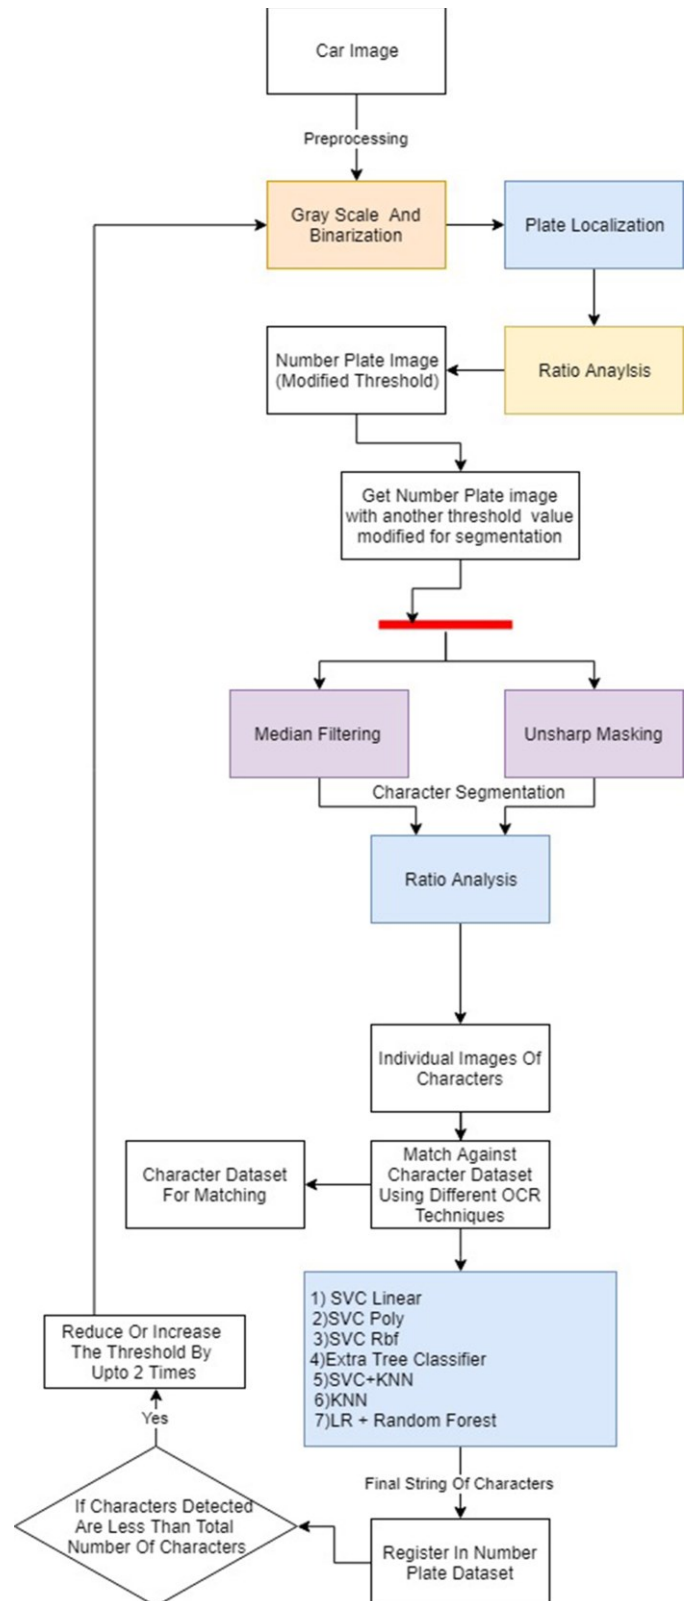 Car Image
Preprocessing
Gray Scale And
Binarization
Plate Localization
Number Plate Image
(Modified Threshold)
Ratio Anaylsis
Get Number Plate image
with another threshold value
modified for segmentation
Median Filtering
Unsharp Masking
Character Segmentation
Ratio Analysis
Individual Images Of
Characters
Character Dataset
For Matching
Match Against
Character Dataset
Using Different OCR
Techniques
1) SVC Linear
2)SVC Poly
3)SVC Rbf
4)Extra Tree Classifier
5)SVC+KNN
6)KNN
7)LR + Random Forest
Reduce Or Increase
The Threshold By
Upto 2 Times
Yes
Final String Of Characters
If Characters Detected
Are Less Than Total
Number Of Characters
Register In Number
Plate Dataset